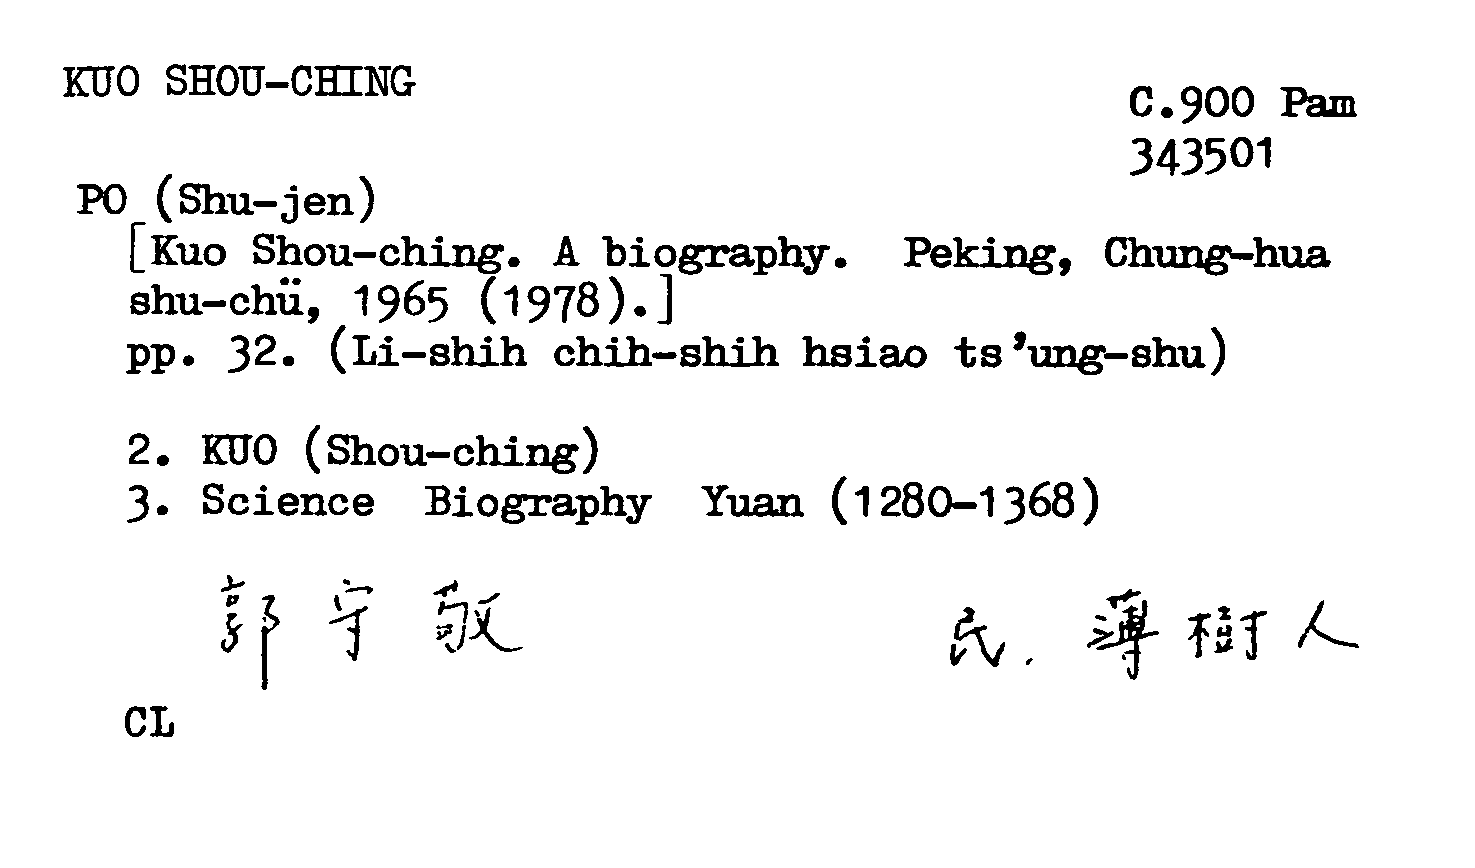 KUO SHOU-CHING
C.900 Pam
343501
PO (Shu-jen)
[Kuo Shou-ching. A biography. Peking, Chung-hua
shu-chü, 1965 (1978).]
pp. 32. (Li-shih chih-shih hsiao ts'ung-shu)
2. KUO (Shou-ching)
3. Science Biography Yuan (1280-1368)
郭守敬 民. 薄樹人
CL